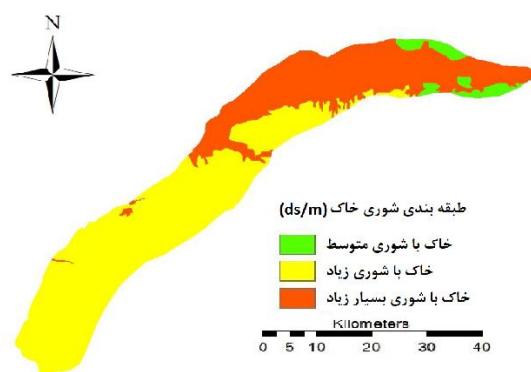 N
طبقه بندی شوری خاک (ds/m)
خاک با شوری متوسط
خاک با شوری زیاد
خاک با شوری بسیار زیاد
Kilometers
0 5 10 20 30 40